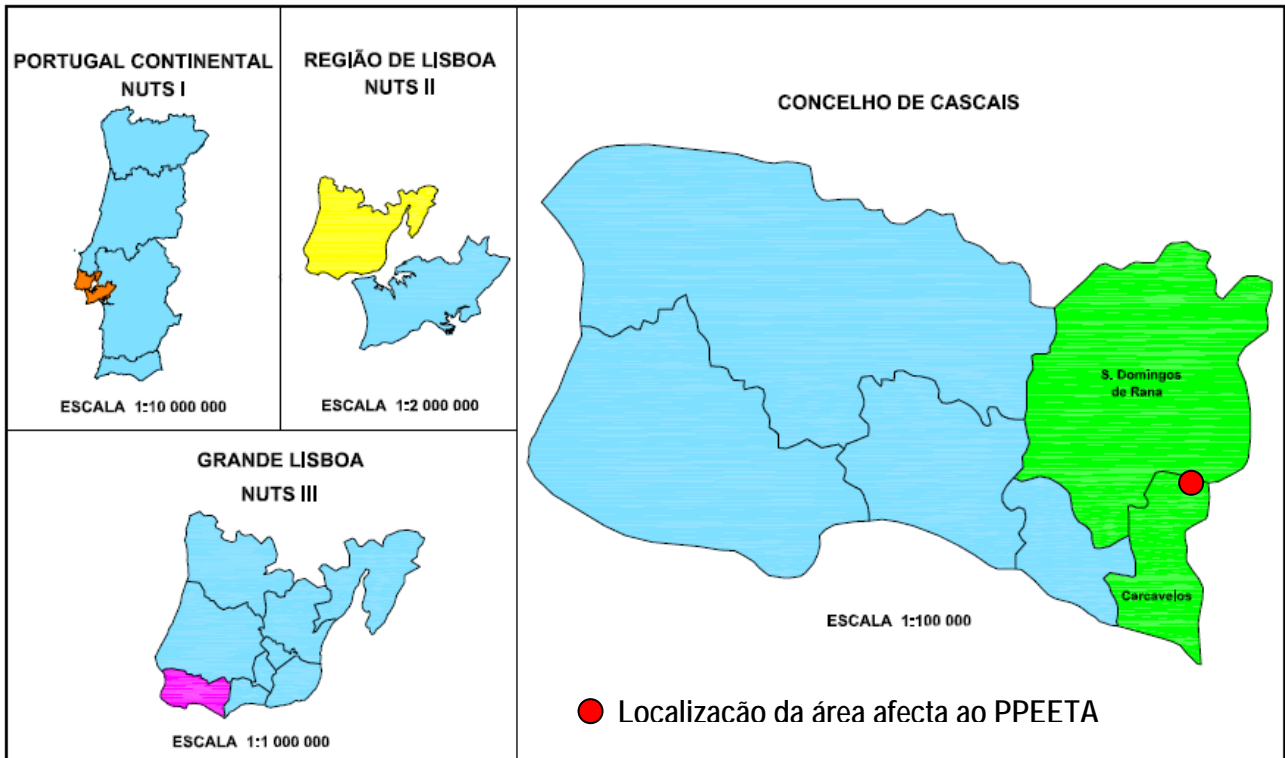 PORTUGAL CONTINENTAL
NUTS I
ESCALA 1:10 000 000
REGIÃO DE LISBOA
NUTS II
ESCALA 1:2 000 000
GRANDE LISBOA
NUTS III
ESCALA 1:1 000 000
CONCELHO DE CASCAIS
S. Domingos
de Rana
Carcavelos
ESCALA 1:100 000
Localizacão da área afecta ao PPEETA